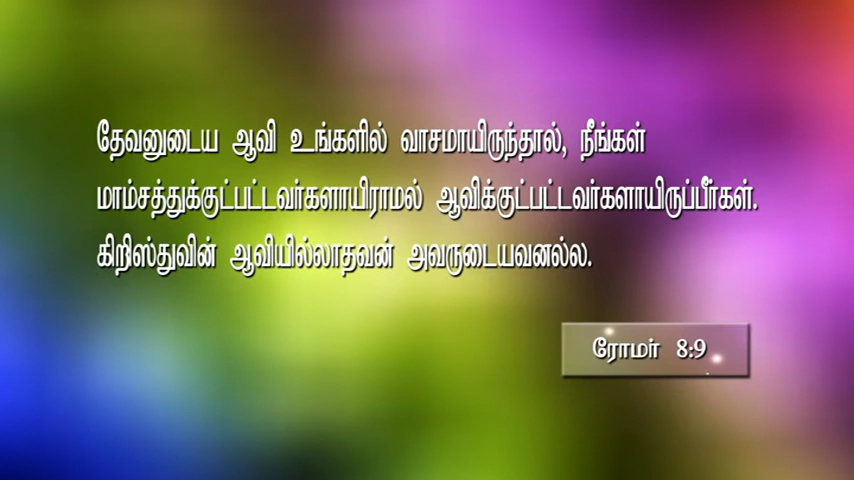 தேவனுடைய ஆவி உங்களில் வாசமாயிருந்தால், நீங்கள்
மாம்சத்துக்குட்பட்டவர்களாயிராமல் ஆவிக்குட்பட்டவர்களாயிருப்பீர்கள்.
கிறிஸ்துவின் ஆவியில்லாதவன் அவருடையவனல்ல.
ரோமர் 8:9